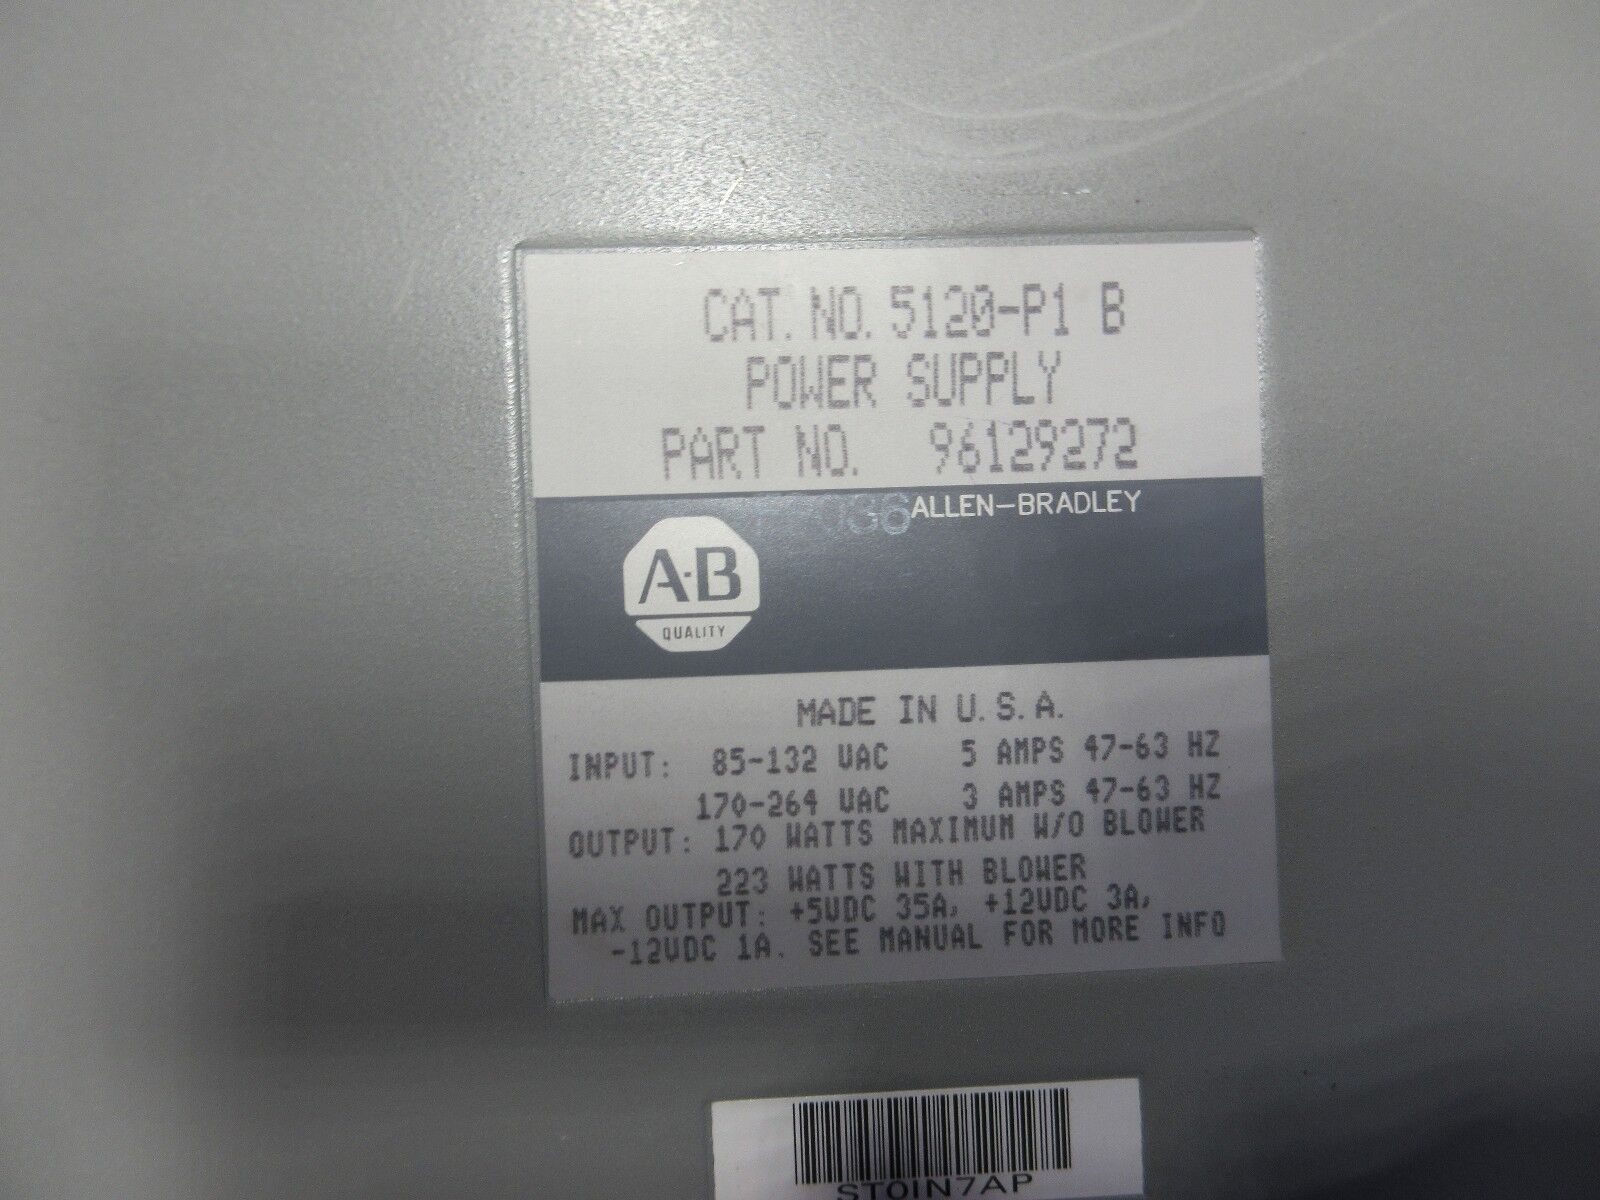 CAT. NO. 5120-P1 B
POWER SUPPLY
PART NO. 96129272
ALLEN-BRADLEY
A·B
QUALITY
MADE IN U.S.A.
INPUT: 85-132 VAC 5 AMPS 47-63 HZ
170-264 VAC 3 AMPS 47-63 HZ
OUTPUT: 170 WATTS MAXIMUM W/O BLOWER
223 WATTS WITH BLOWER
MAX OUTPUT: +5VDC 35A, +12VDC 3A,
-12VDC 1A. SEE MANUAL FOR MORE INFO
ST0IN7AP